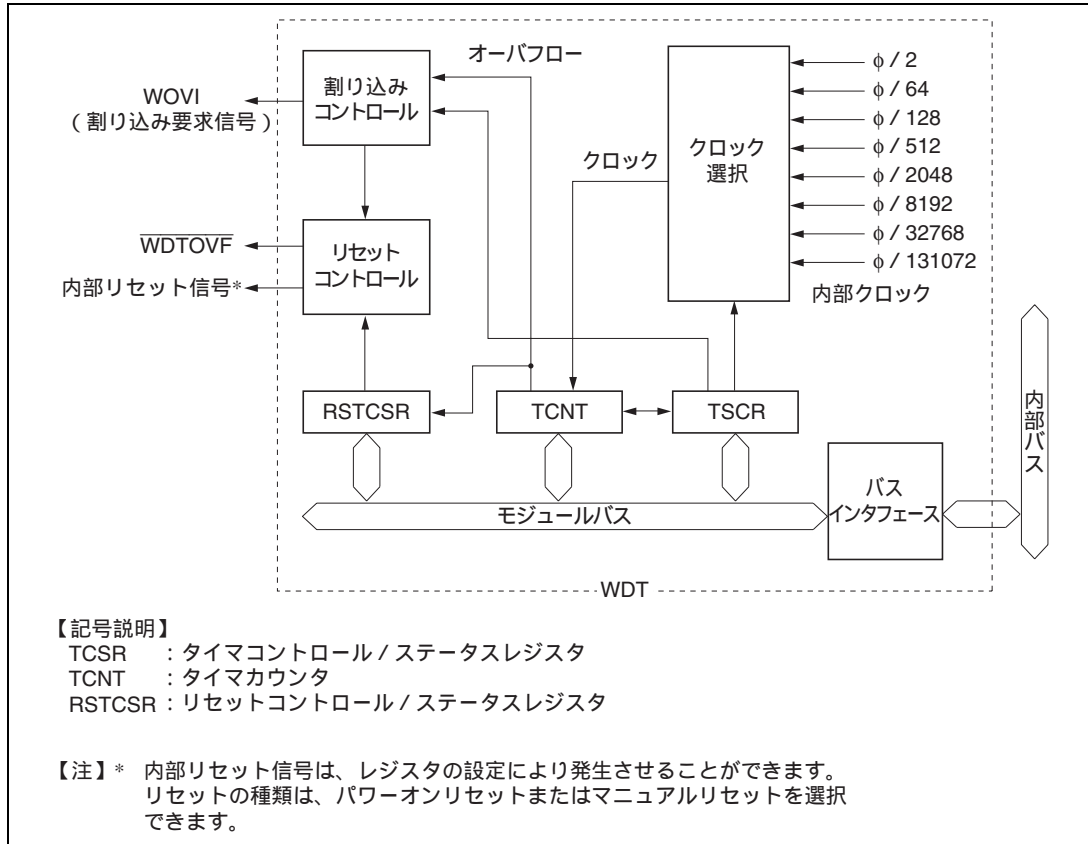 オーバフロー
割り込み
コントロール
WOVI
（割り込み要求信号）
φ / 2
φ / 64
φ / 128
φ / 512
φ / 2048
φ / 8192
φ / 32768
φ / 131072
内部クロック
クロック
選択
クロック
WDTOVF
内部リセット信号*
リセット
コントロール
RSTCSR
TCNT
TSCR
内部バス
バス
インタフェース
モジュールバス
WDT
【記号説明】
TCSR ：タイマコントロール / ステータスレジスタ
TCNT ：タイマカウンタ
RSTCSR：リセットコントロール / ステータスレジスタ
【注】* 内部リセット信号は、レジスタの設定により発生させることができます。
リセットの種類は、パワーオンリセットまたはマニュアルリセットを選択
できます。